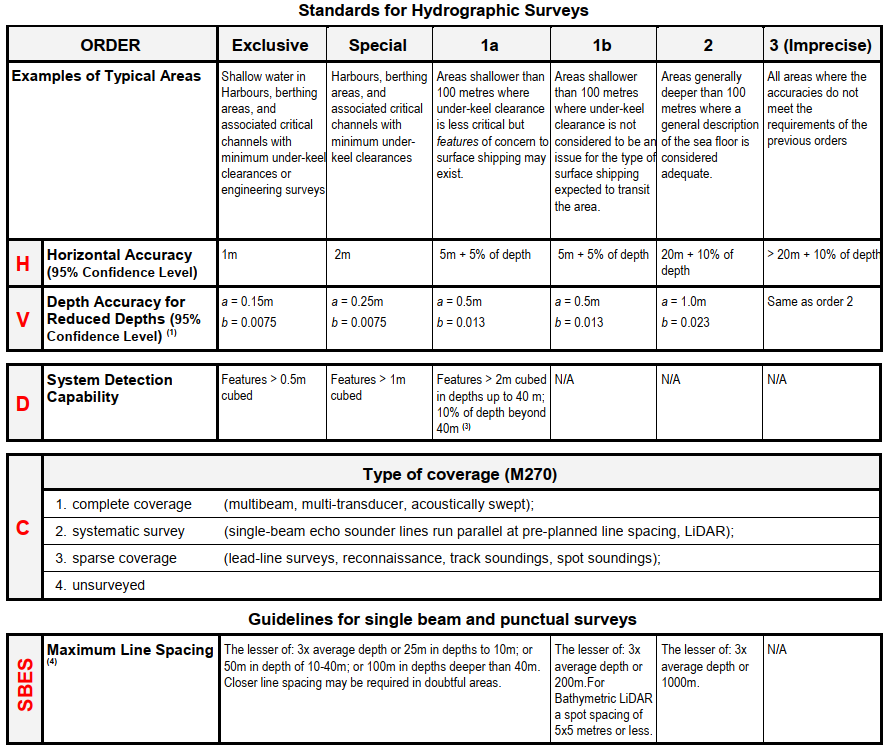 Standards for Hydrographic Surveys
ORDER Exclusive Special 1a 1b 2 3 (Imprecise)
Examples of Typical Areas
Shallow water in
Harbours, berthing
areas, and
associated critical
channels with
minimum under-keel
clearances or
engineering surveys
Harbours, berthing
areas, and
associated critical
channels with
minimum under-
keel clearances
Areas shallower than
100 metres where
under-keel clearance
is less critical but
features of concern to
surface shipping may
exist.
Areas shallower
than 100 metres
where under-keel
clearance is not
considered to be an
issue for the type of
surface shipping
expected to transit
the area.
Areas generally
deeper than 100
metres where a
general description
of the sea floor is
considered
adequate.
All areas where the
accuracies do not
meet the
requirements of the
previous orders
H
Horizontal Accuracy
(95% Confidence Level)
1m
2m
5m + 5% of depth
5m + 5% of depth
20m + 10% of
depth
> 20m + 10% of depth
V
Depth Accuracy for
Reduced Depths (95%
Confidence Level) (1)
a = 0.15m
b = 0.0075
a = 0.25m
b = 0.0075
a = 0.5m
b = 0.013
a = 0.5m
b = 0.013
a = 1.0m
b = 0.023
Same as order 2
D
System Detection
Capability
Features > 0.5m
cubed
Features > 1m
cubed
Features > 2m cubed
in depths up to 40 m;
10% of depth beyond
40m (3)
N/A
N/A
N/A
C
Type of coverage (M270)
1. complete coverage (multibeam, multi-transducer, acoustically swept);
2. systematic survey (single-beam echo sounder lines run parallel at pre-planned line spacing, LiDAR);
3. sparse coverage (lead-line surveys, reconnaissance, track soundings, spot soundings);
4. unsurveyed
Guidelines for single beam and punctual surveys
SBES
Maximum Line Spacing
(4)
The lesser of: 3x average depth or 25m in depths to 10m; or
50m in depth of 10-40m; or 100m in depths deeper than 40m.
Closer line spacing may be required in doubtful areas.
The lesser of: 3x
average depth or
200m.For
Bathymetric LiDAR
a spot spacing of
5x5 metres or less.
The lesser of: 3x
average depth or
1000m.
N/A